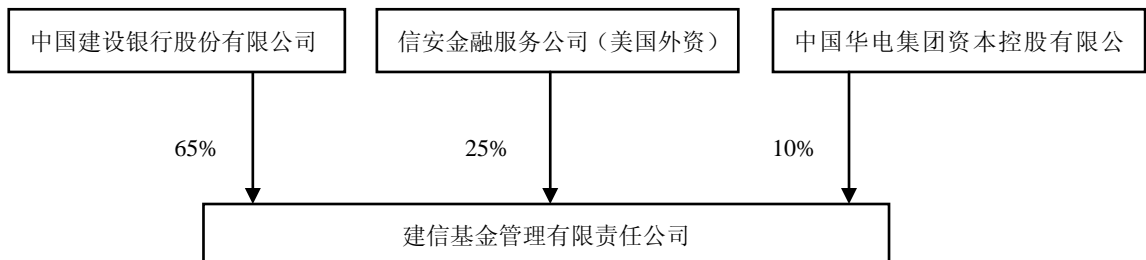 中国建设银行股份有限公司
信安金融服务公司（美国外资）
中国华电集团资本控股有限公
65%
25%
10%
建信基金管理有限责任公司